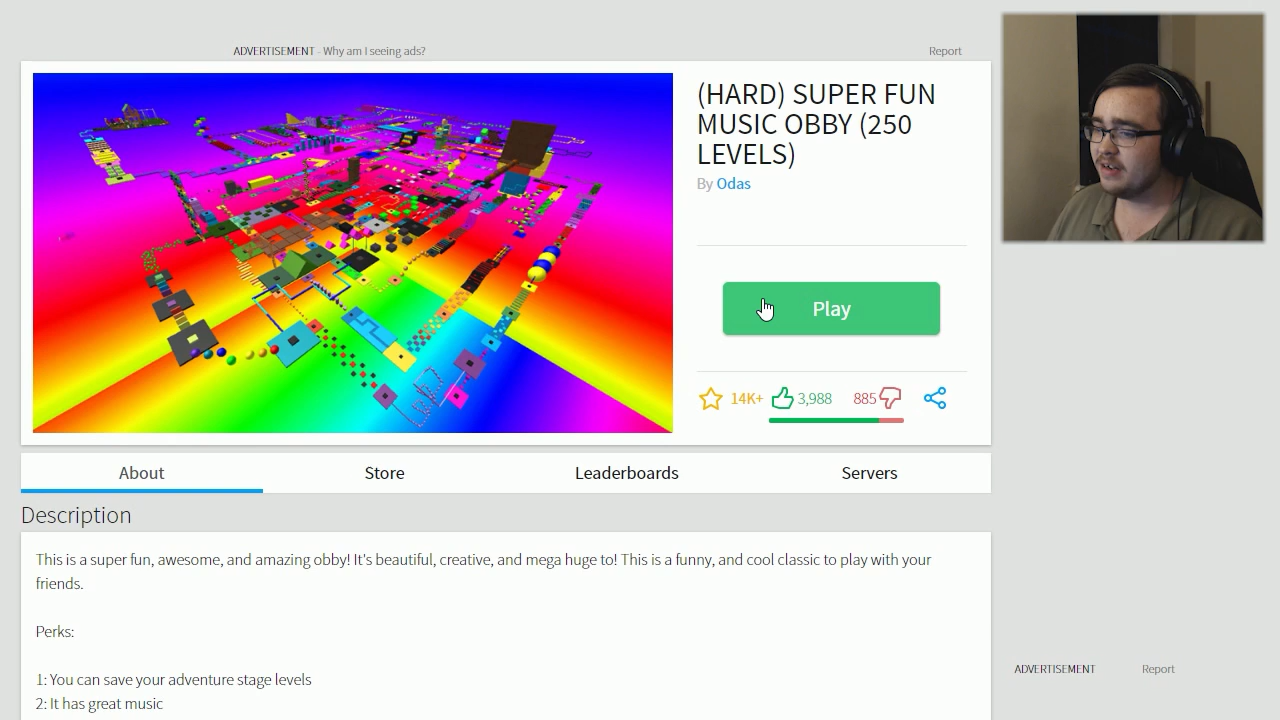 ADVERTISEMENT - Why am I seeing ads?
Report
(HARD) SUPER FUN
MUSIC OBBY (250
LEVELS)
By Odas
Play
14K+ 3,988 885
About Store Leaderboards Servers
Description
This is a super fun, awesome, and amazing obby! It's beautiful, creative, and mega huge to! This is a funny, and cool classic to play with your
friends.
Perks:
1: You can save your adventure stage levels
2: It has great music
ADVERTISEMENT
Report